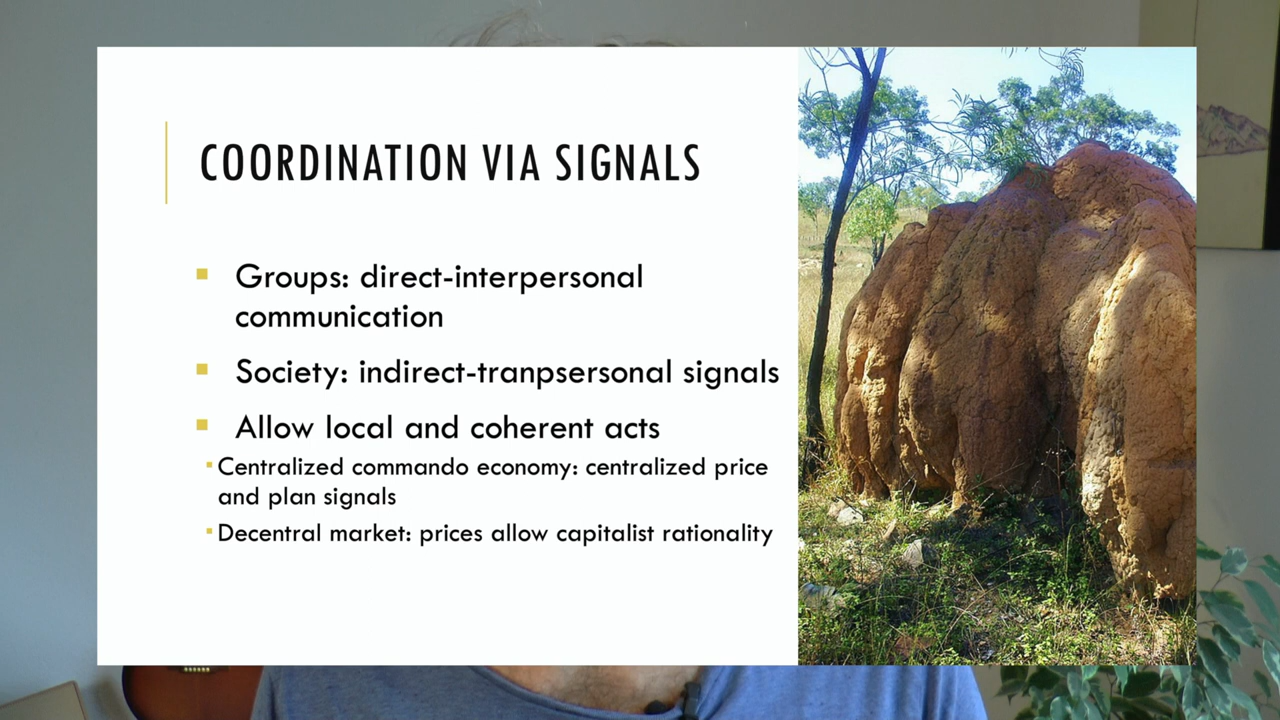 COORDINATION VIA SIGNALS
Groups: direct-interpersonal
communication
Society: indirect-tranpsersonal signals
Allow local and coherent acts
Centralized commando economy: centralized price
and plan signals
Decentral market: prices allow capitalist rationality